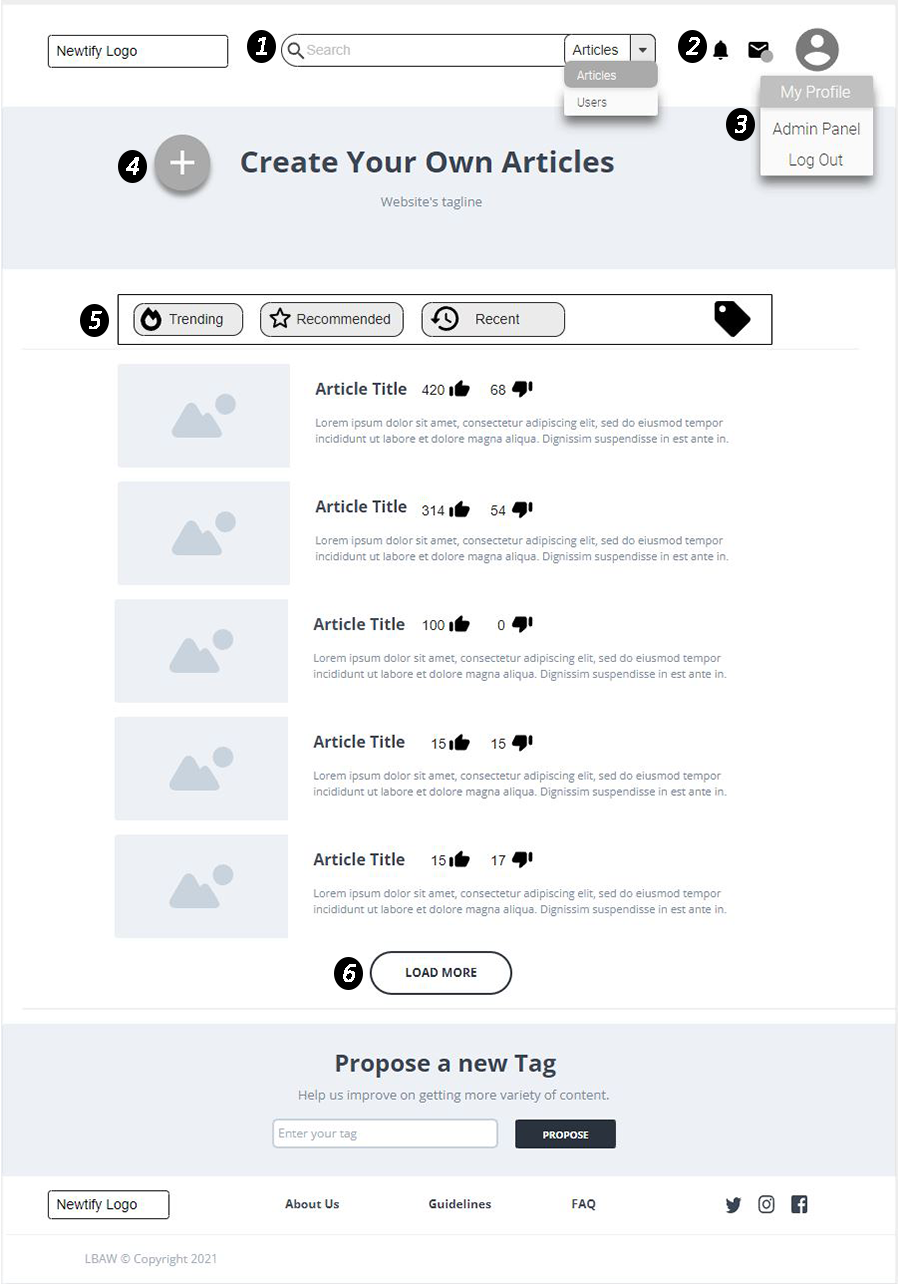 Newtify Logo
1
Search
Articles
Articles
Users
2
My Profile
3
Admin Panel
Log Out
4
Create Your Own Articles
Website's tagline
5
Trending
Recommended
Recent
Article Title 420 68
Lorem ipsum dolor sit amet, consectetur adipiscing elit, sed do eiusmod tempor
incididunt ut labore et dolore magna aliqua. Dignissim suspendisse in est ante in.
Article Title 314 54
Lorem ipsum dolor sit amet, consectetur adipiscing elit, sed do eiusmod tempor
incididunt ut labore et dolore magna aliqua. Dignissim suspendisse in est ante in.
Article Title 100 0
Lorem ipsum dolor sit amet, consectetur adipiscing elit, sed do eiusmod tempor
incididunt ut labore et dolore magna aliqua. Dignissim suspendisse in est ante in.
Article Title 15 15
Lorem ipsum dolor sit amet, consectetur adipiscing elit, sed do eiusmod tempor
incididunt ut labore et dolore magna aliqua. Dignissim suspendisse in est ante in.
Article Title 15 17
Lorem ipsum dolor sit amet, consectetur adipiscing elit, sed do eiusmod tempor
incididunt ut labore et dolore magna aliqua. Dignissim suspendisse in est ante in.
6
LOAD MORE
Propose a new Tag
Help us improve on getting more variety of content.
Enter your tag
PROPOSE
Newtify Logo
About Us
Guidelines
FAQ
LBAW © Copyright 2021